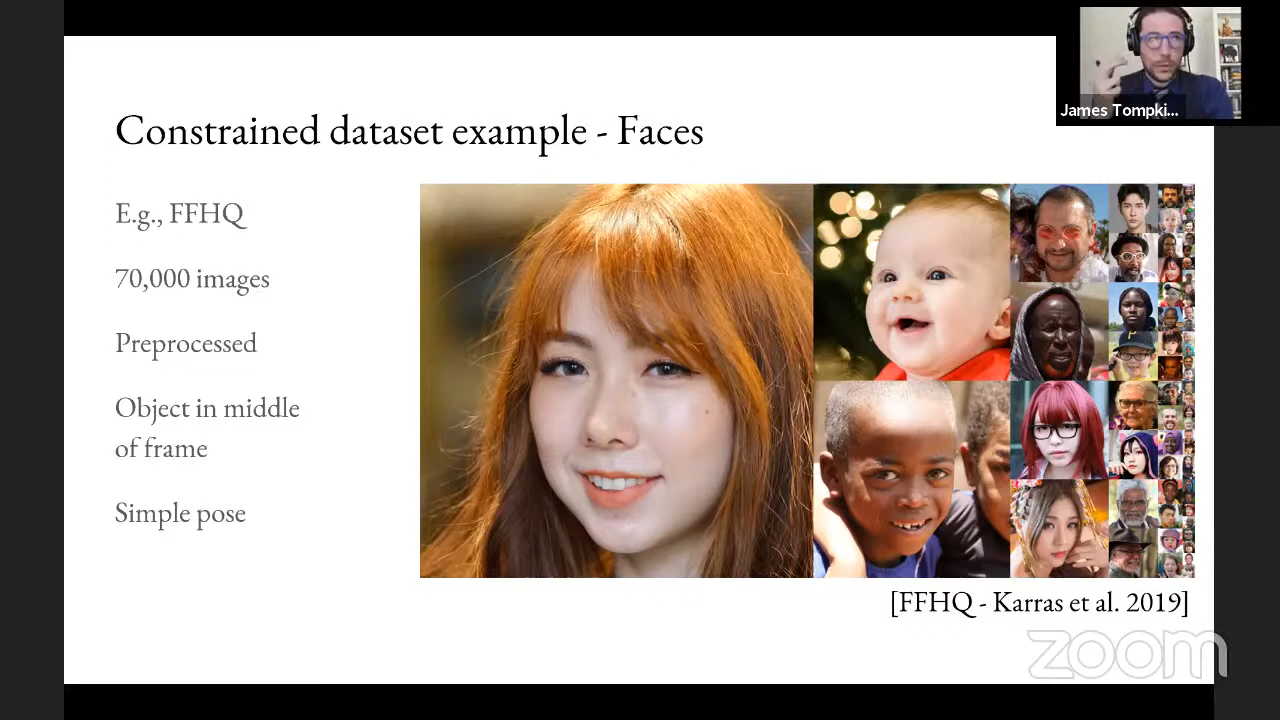 James Tompki...
Constrained dataset example - Faces
E.g., FFHQ
70,000 images
Preprocessed
Object in middle
of frame
Simple pose
[FFHQ - Karras et al. 2019]
zoom